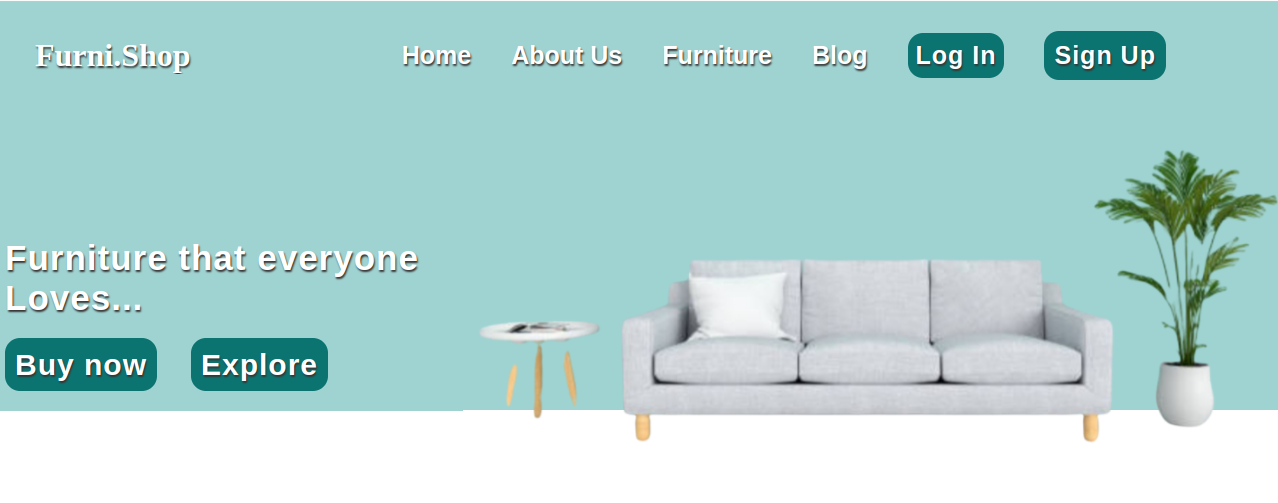 Furni.Shop
Home About Us Furniture Blog Log In Sign Up
Furniture that everyone
Loves...
Buy now Explore